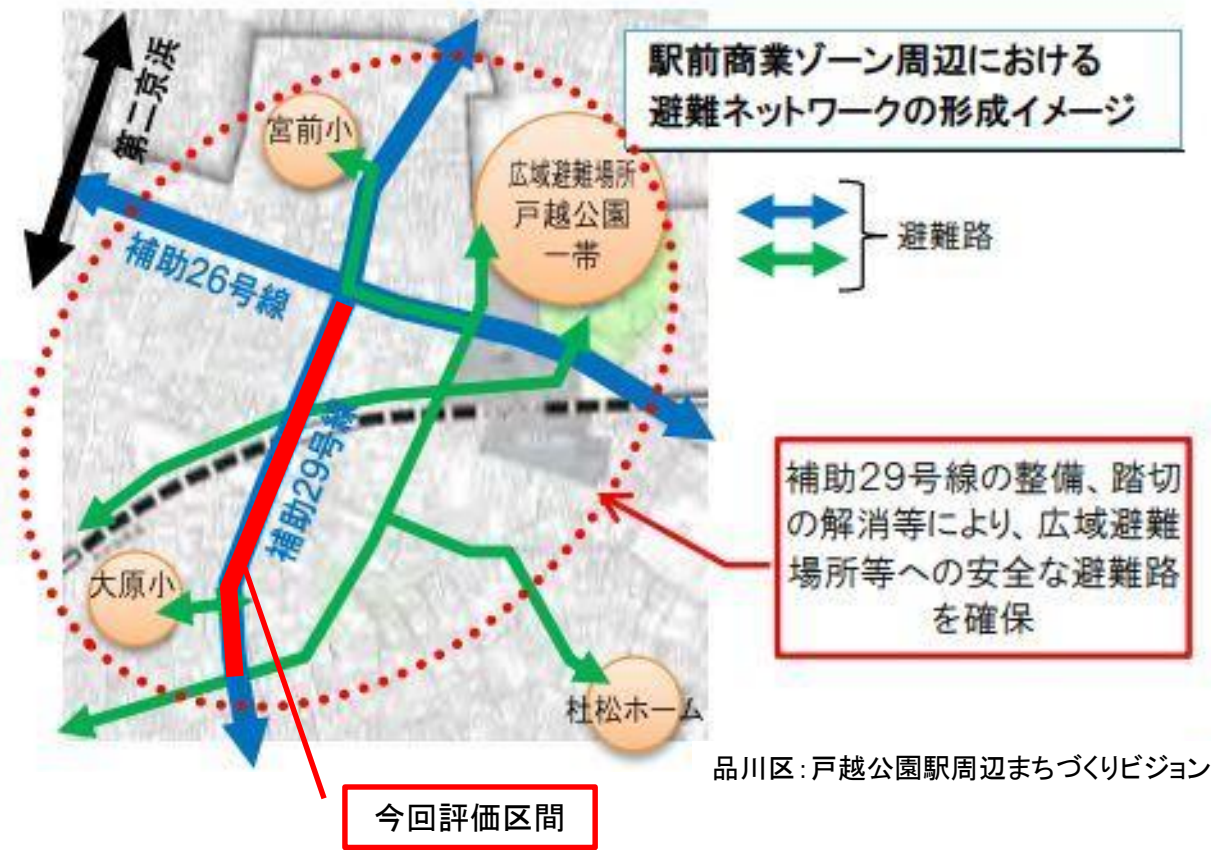 駅前商業ゾーン周辺における
避難ネットワークの形成イメージ
第二京浜
宮前小
広域避難場所
戸越公園
一帯
避難路
補助26号線
補助29号線
補助29号線の整備、踏切
の解消等により、広域避難
場所等への安全な避難路
を確保
大原小
杜松ホーム
品川区：戸越公園駅周辺まちづくりビジョン
今回評価区間